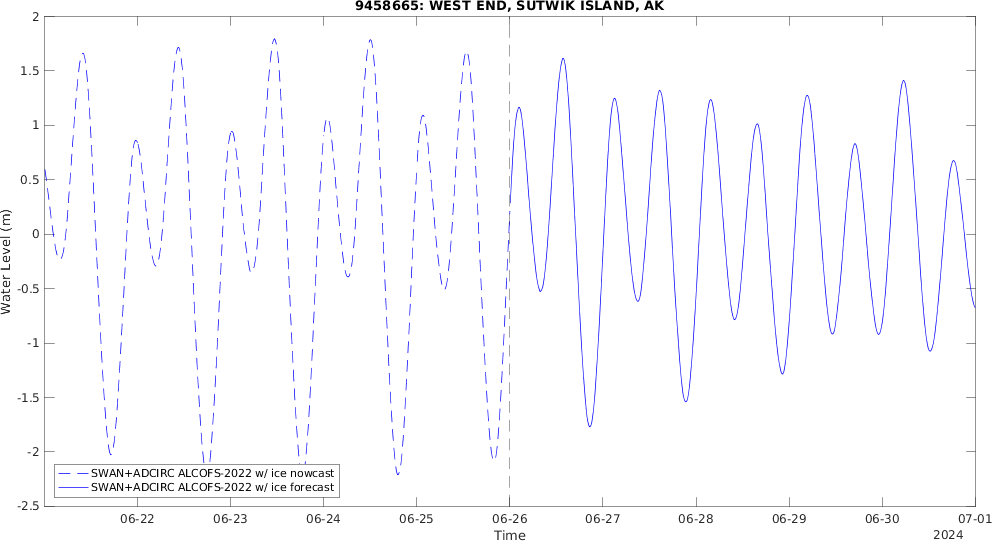 9458665: WEST END, SUTWIK ISLAND, AK
2
1.5
1
0.5
0
-0.5
-1
-1.5
-2
-2.5
Water Level (m)
SWAN+ADCIRC ALCOFS-2022 w/ ice nowcast
SWAN+ADCIRC ALCOFS-2022 w/ ice forecast
06-22 06-23 06-24 06-25 06-26 06-27 06-28 06-29 06-30 07-01
Time
2024